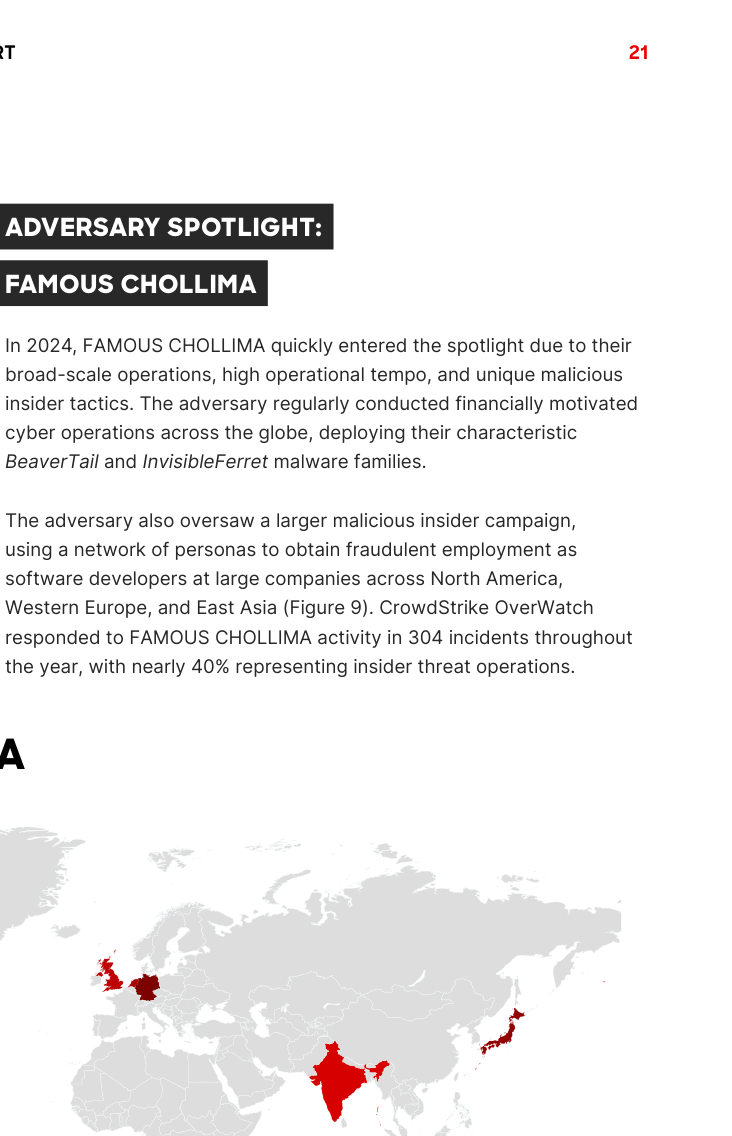 RT
21
ADVERSARY SPOTLIGHT:
FAMOUS CHOLLIMA
In 2024, FAMOUS CHOLLIMA quickly entered the spotlight due to their
broad-scale operations, high operational tempo, and unique malicious
insider tactics. The adversary regularly conducted financially motivated
cyber operations across the globe, deploying their characteristic
BeaverTail and InvisibleFerret malware families.
The adversary also oversaw a larger malicious insider campaign,
using a network of personas to obtain fraudulent employment as
software developers at large companies across North America,
Western Europe, and East Asia (Figure 9). CrowdStrike OverWatch
responded to FAMOUS CHOLLIMA activity in 304 incidents throughout
the year, with nearly 40% representing insider threat operations.
A